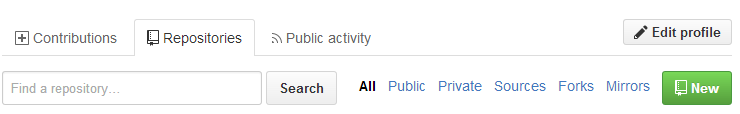 Contributions Repositories Public activity Edit profile
Find a repository... Search All Public Private Sources Forks Mirrors New